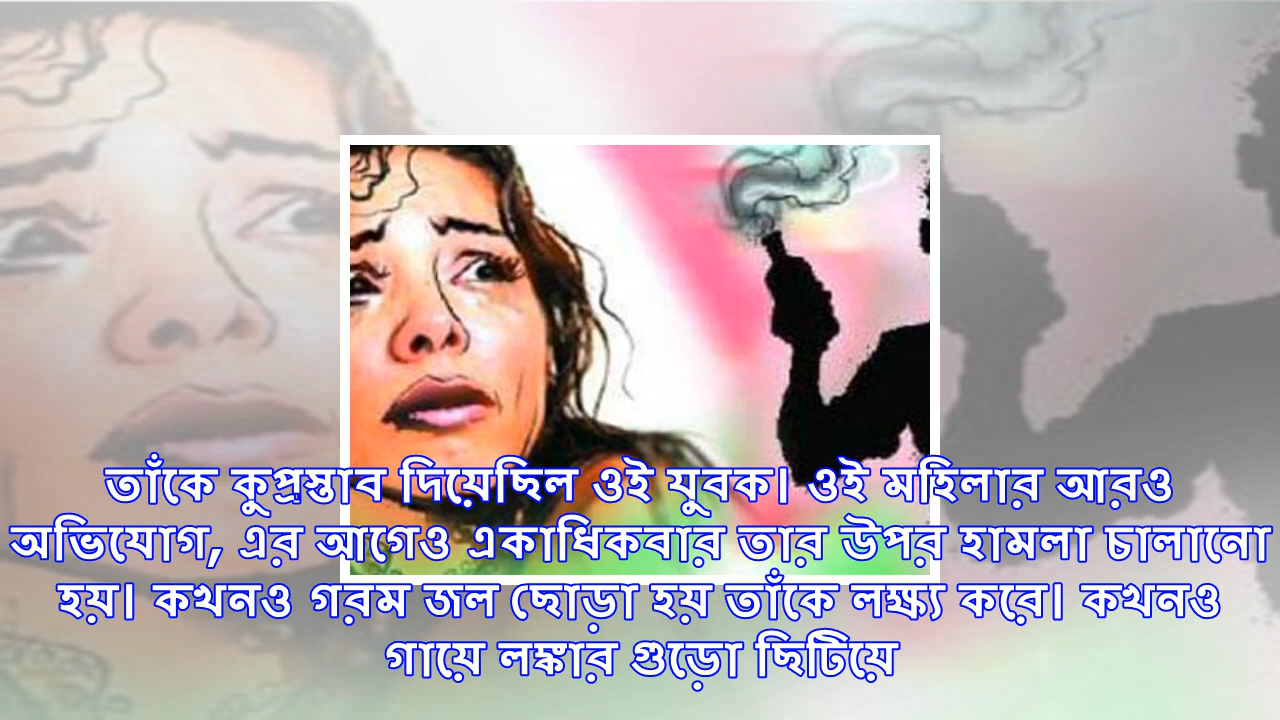 তাঁকে কুপ্রস্তাব দিয়েছিল ওই যুবক। ওই মহিলার আরও
অভিযোগ, এর আগেও একাধিকবার তার উপর হামলা চালানো
হয়। কখনও গরম জল ছোড়া হয় তাঁকে লক্ষ্য করে। কখনও
গায়ে লঙ্কার গুড়ো ছিটিয়ে